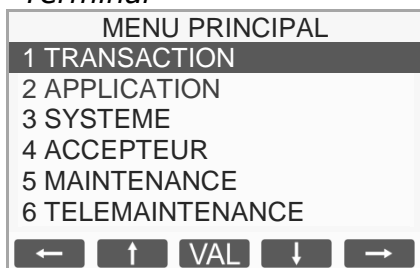 Terminal
MENU PRINCIPAL
1 TRANSACTION
2 APPLICATION
3 SYSTEME
4 ACCEPTEUR
5 MAINTENANCE
6 TELEMAINTENANCE
← ↑ VAL ↓ →